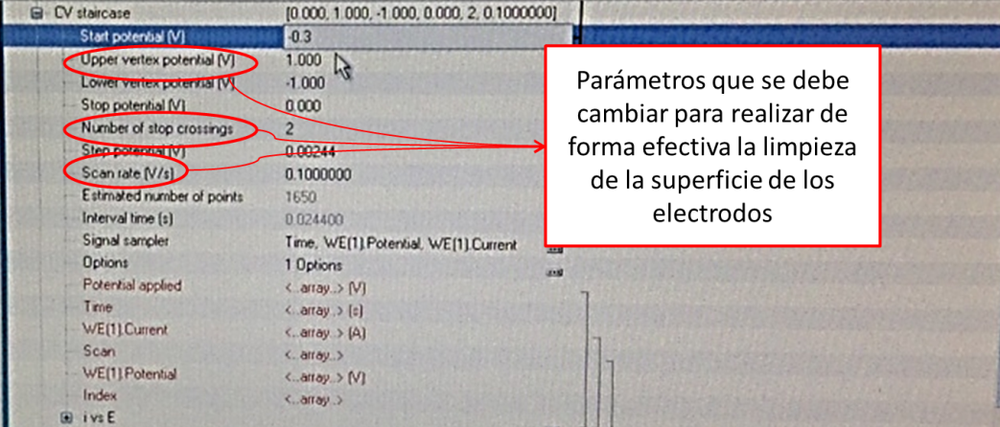 CV staircase [0.000, 1.000, -1.000, 0.000, 2, 0.1000000]
Start potential (V) -0.3
Upper vertex potential (V) 1.000
Lower vertex potential (V) -1.000
Stop potential (V) 0.000
Number of stop crossings 2
Step potential (V) 0.00244
Scan rate (V/s) 0.1000000
Estimated number of points 1650
Interval time (s) 0.024400
Signal sampler Time, WE(1).Potential, WE(1).Current
Options 1 Options
Potential applied <..array..> (V)
Time <..array..> (s)
WE(1).Current <..array..> (A)
Scan <..array..>
WE(1).Potential <..array..> (V)
Index <..array..>
i vs E
Parámetros que se debe
cambiar para realizar de
forma efectiva la limpieza
de la superficie de los
electrodos